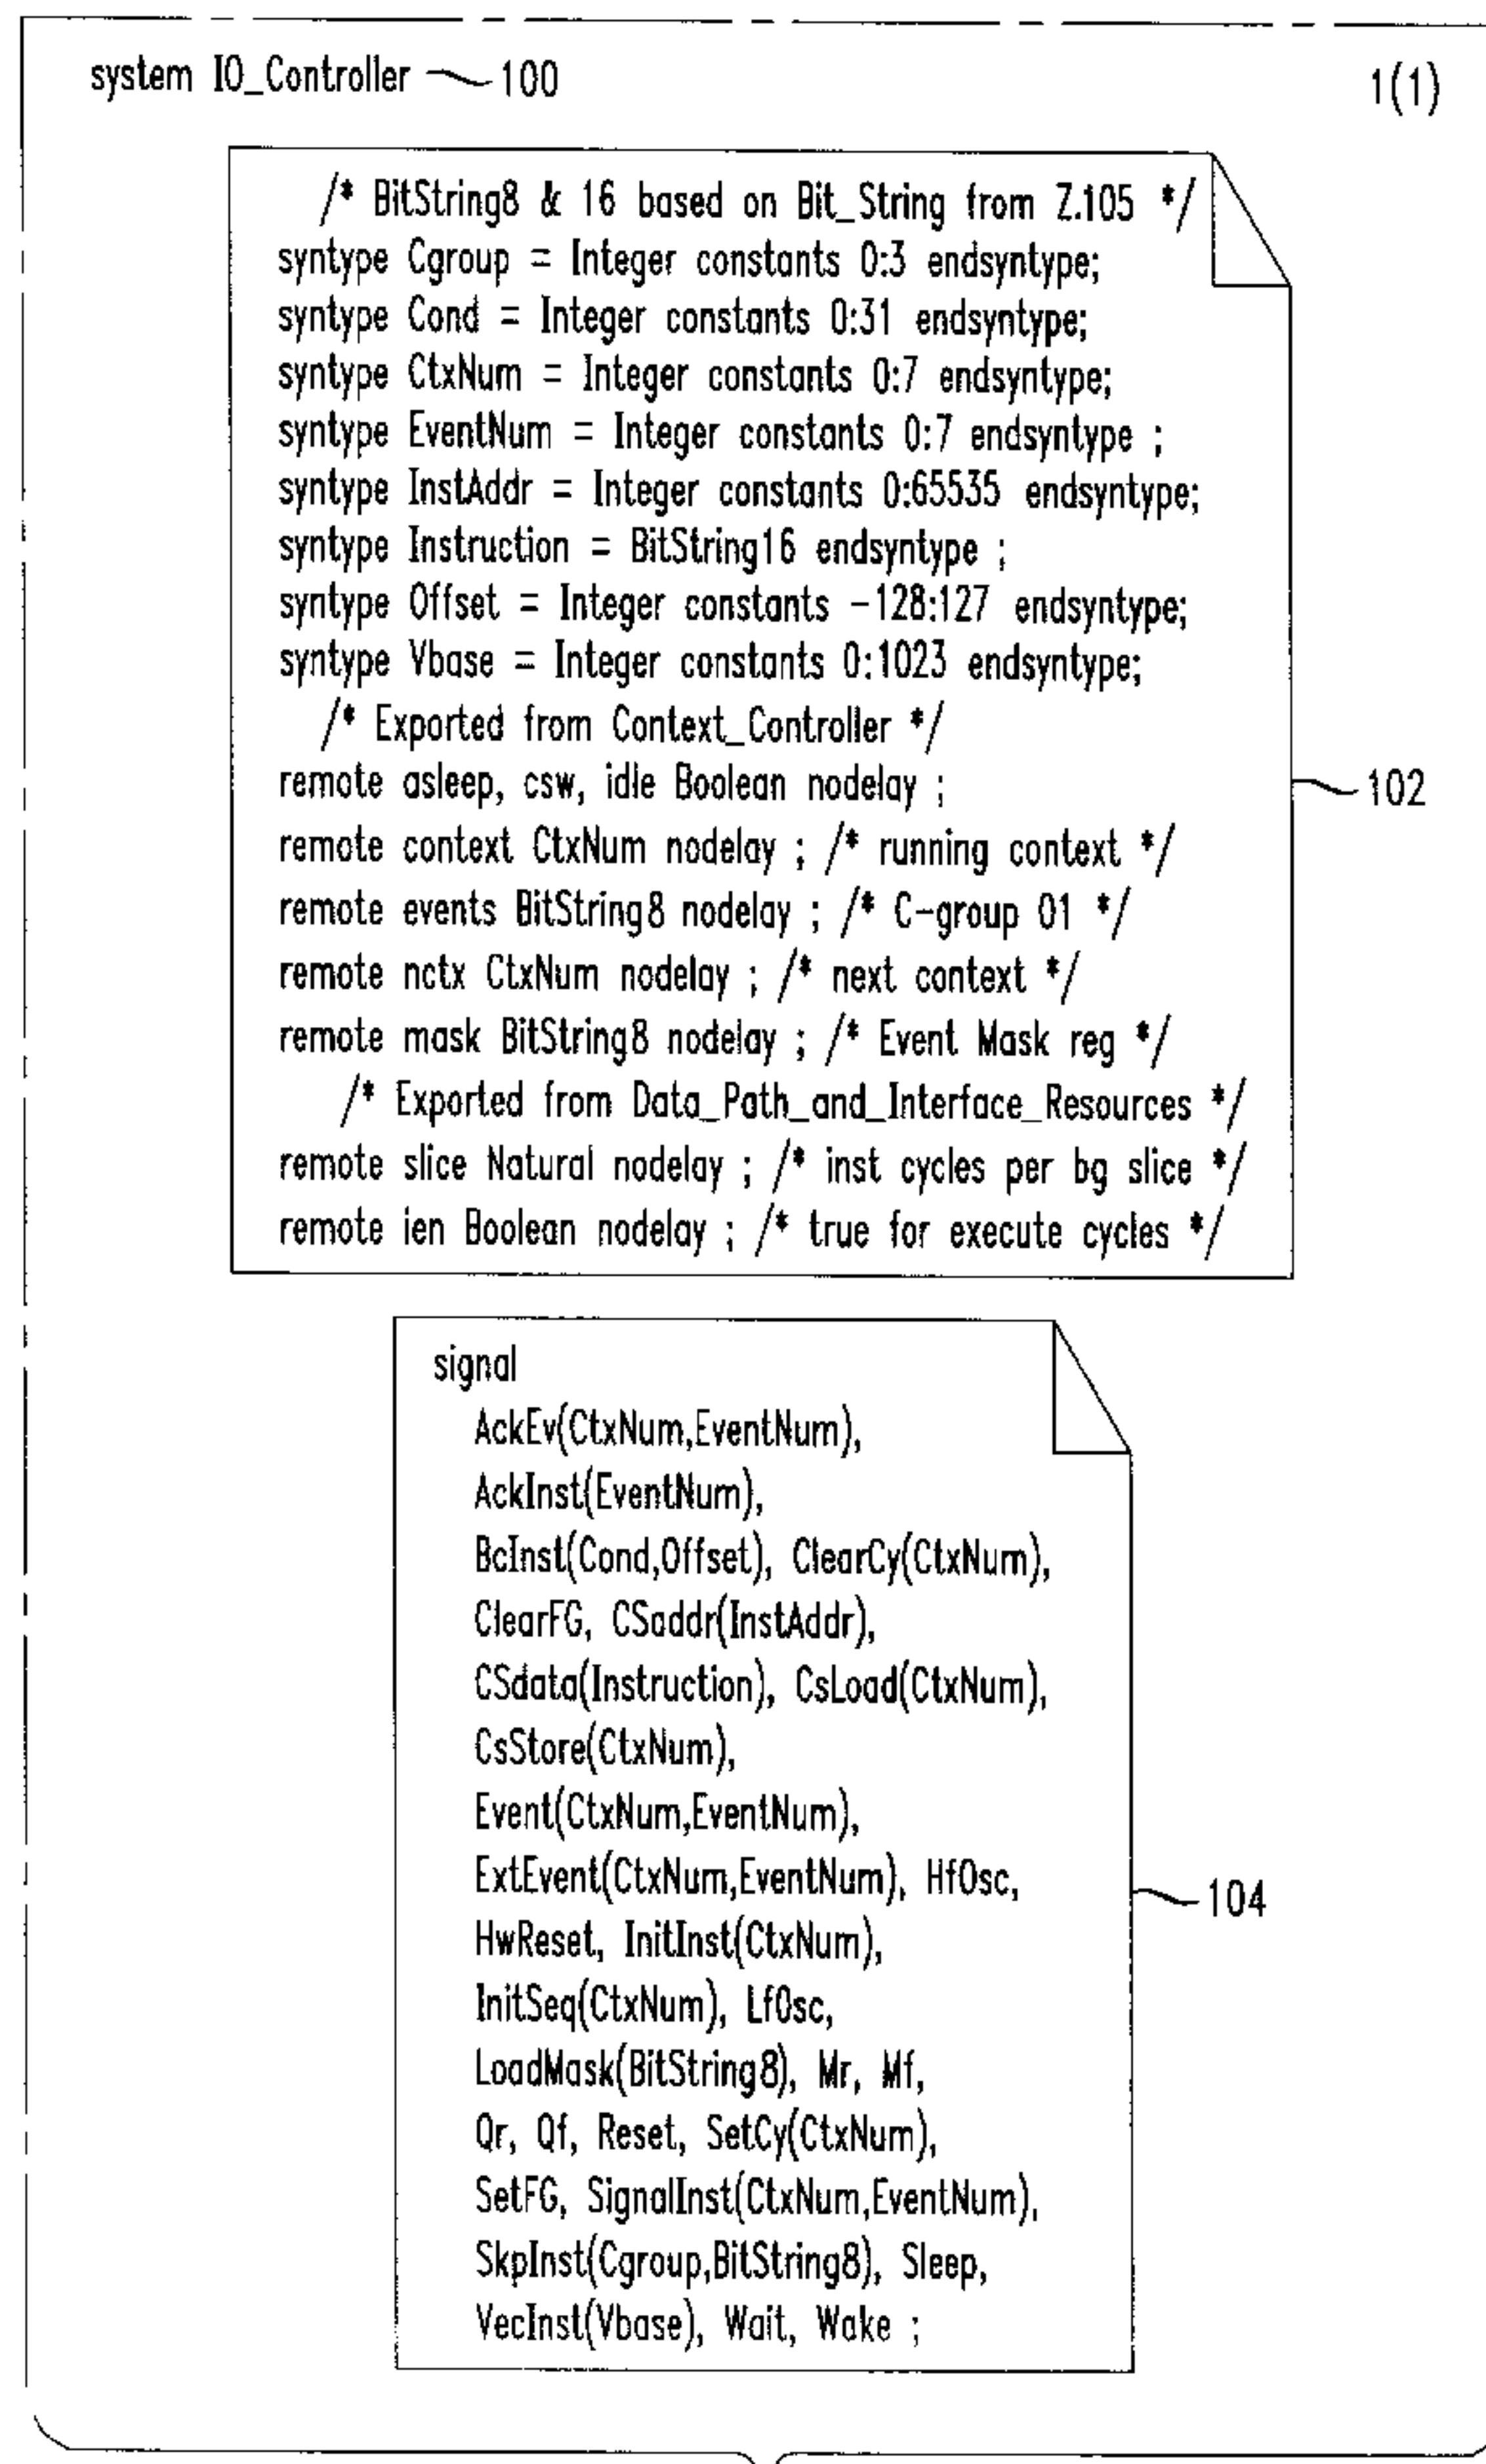 system IO_Controller 100 1(1)
/* BitString8 & 16 based on Bit_String from Z.105 */
syntype Cgroup = Integer constants 0:3 endsyntype;
syntype Cond = Integer constants 0:31 endsyntype;
syntype CtxNum = Integer constants 0:7 endsyntype;
syntype EventNum = Integer constants 0:7 endsyntype ;
syntype InstAddr = Integer constants 0:65535 endsyntype;
syntype Instruction = BitString16 endsyntype ;
syntype Offset = Integer constants -128:127 endsyntype;
syntype Vbase = Integer constants 0:1023 endsyntype;
/* Exported from Context_Controller */
remote asleep, csw, idle Boolean nodelay ;
102
remote context CtxNum nodelay ; /* running context */
remote events BitString8 nodelay ; /* C-group 01 */
remote nctx CtxNum nodelay ; /* next context */
remote mask BitString8 nodelay ; /* Event Mask reg */
/* Exported from Data_Path_and_Interface_Resources */
remote slice Natural nodelay ; /* inst cycles per bg slice */
remote ien Boolean nodelay ; /* true for execute cycles */
signal
AckEv(CtxNum,EventNum),
AckInst(EventNum),
BcInst(Cond,Offset), ClearCy(CtxNum),
ClearFG, CSaddr(InstAddr),
CSdata(Instruction), CsLoad(CtxNum),
CsStore(CtxNum),
Event(CtxNum,EventNum),
ExtEvent(CtxNum,EventNum), HfOsc,
104
HwReset, InitInst(CtxNum),
InitSeq(CtxNum), LfOsc,
LoadMask(BitString8), Mr, Mf,
Qr, Qf, Reset, SetCy(CtxNum),
SetFG, SignalInst(CtxNum,EventNum),
SkpInst(Cgroup,BitString8), Sleep,
VecInst(Vbase), Wait, Wake ;